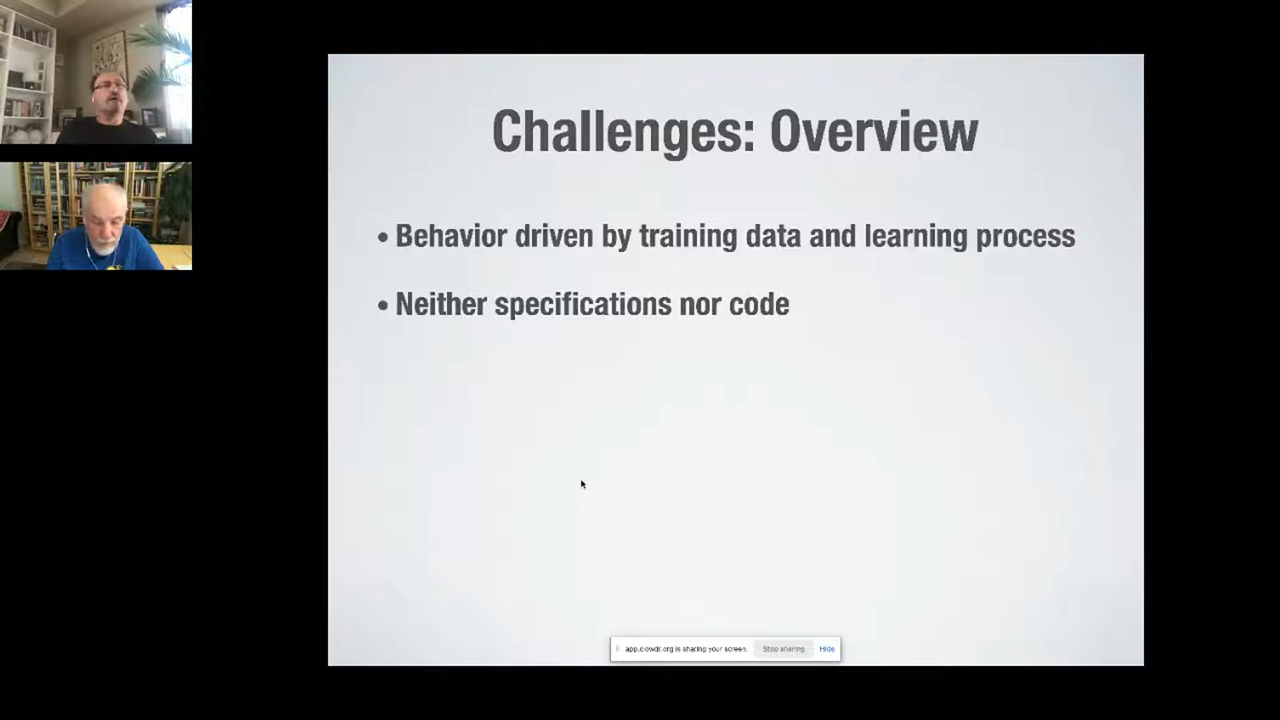 Challenges: Overview
• Behavior driven by training data and learning process
• Neither specifications nor code
app.clowdr.org is sharing your screen. Stop sharing Hide